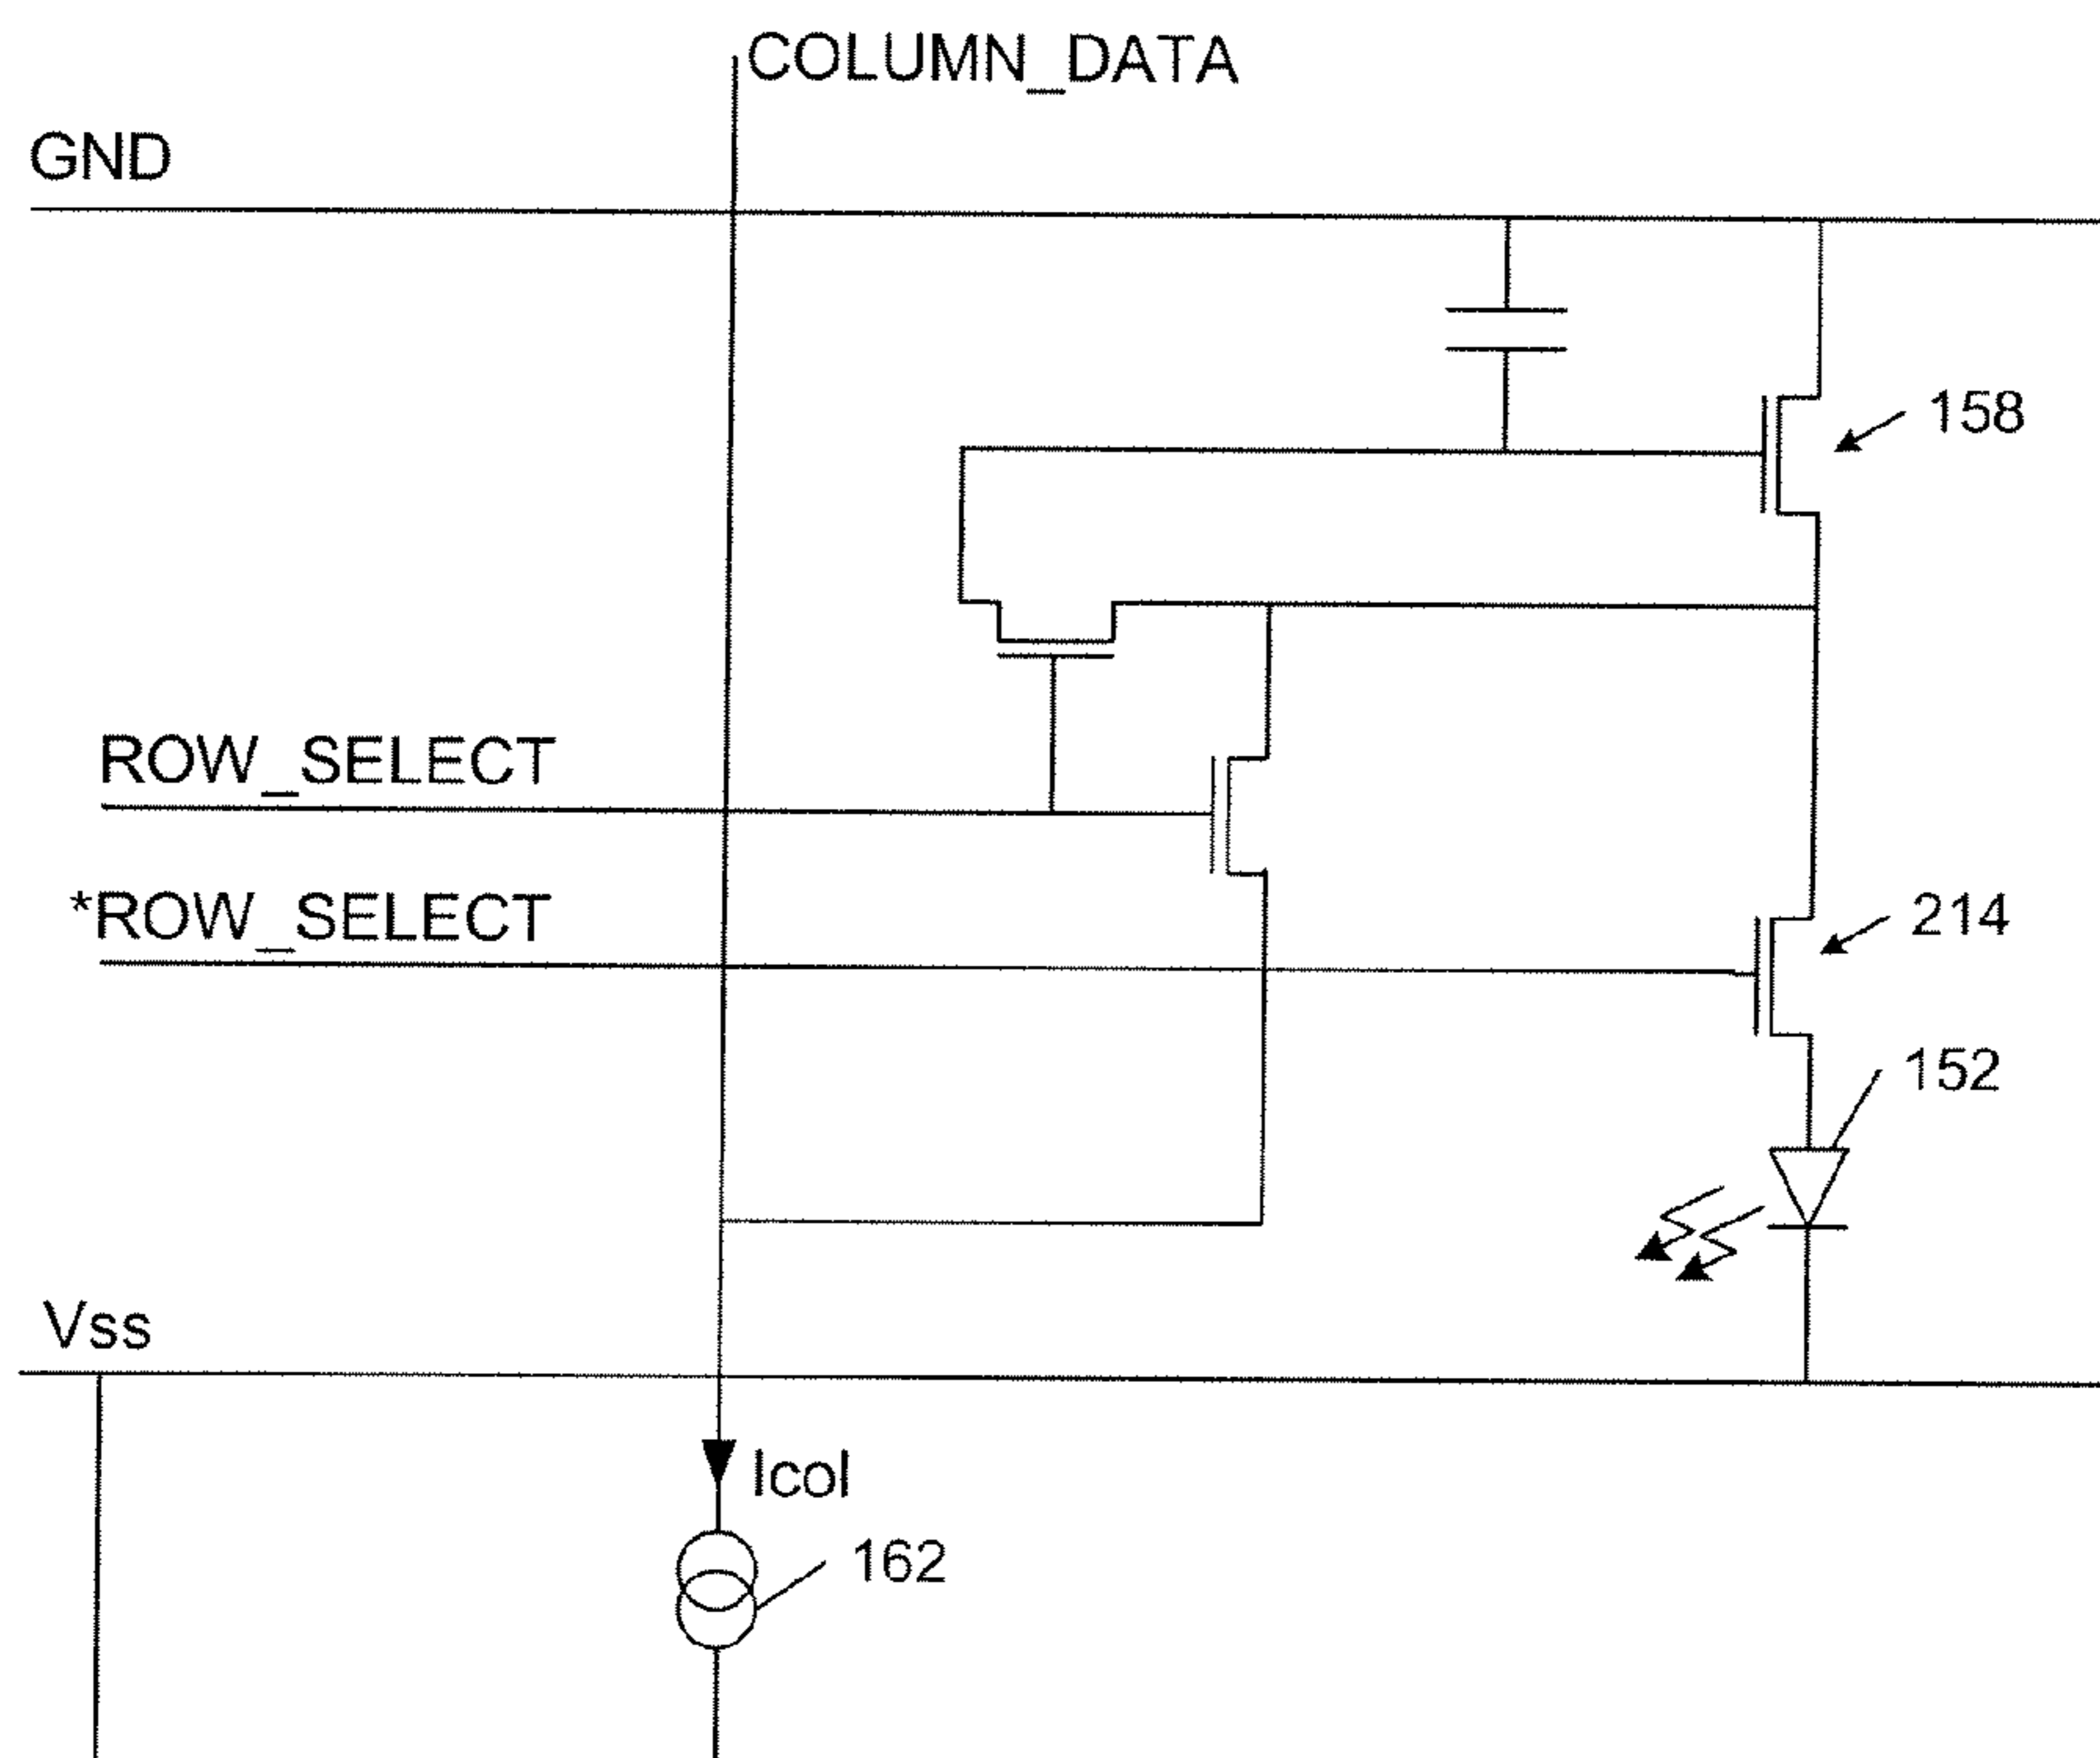 COLUMN_DATA
GND
158
ROW_SELECT
*ROW_SELECT
214
152
Vss
Icol
162